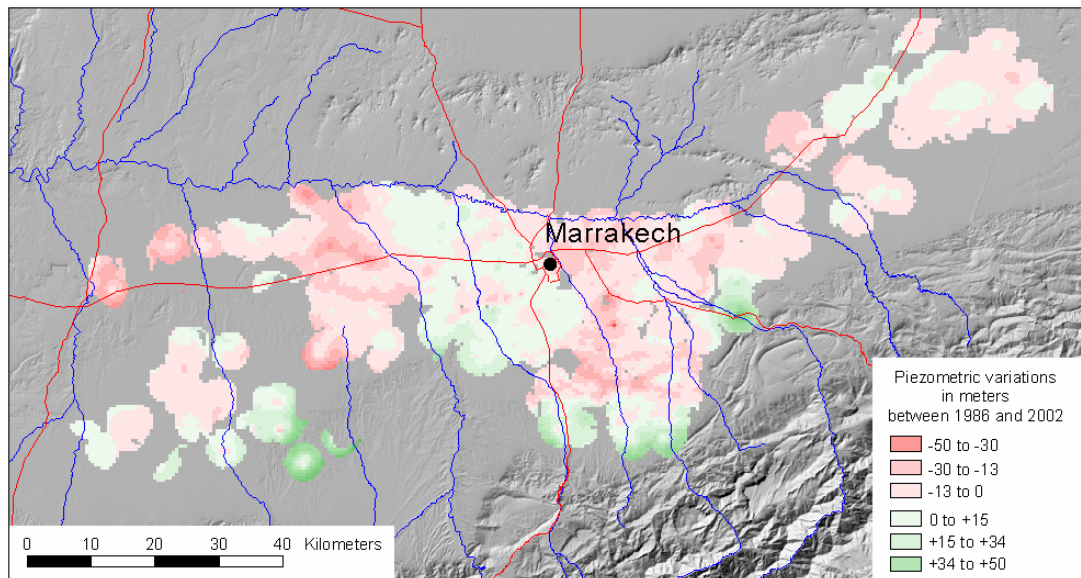 Marrakech
Piezometric variations
in meters
between 1986 and 2002
-50 to -30
-30 to -13
-13 to 0
0 to +15
+15 to +34
+34 to +50
0 10 20 30 40 Kilometers